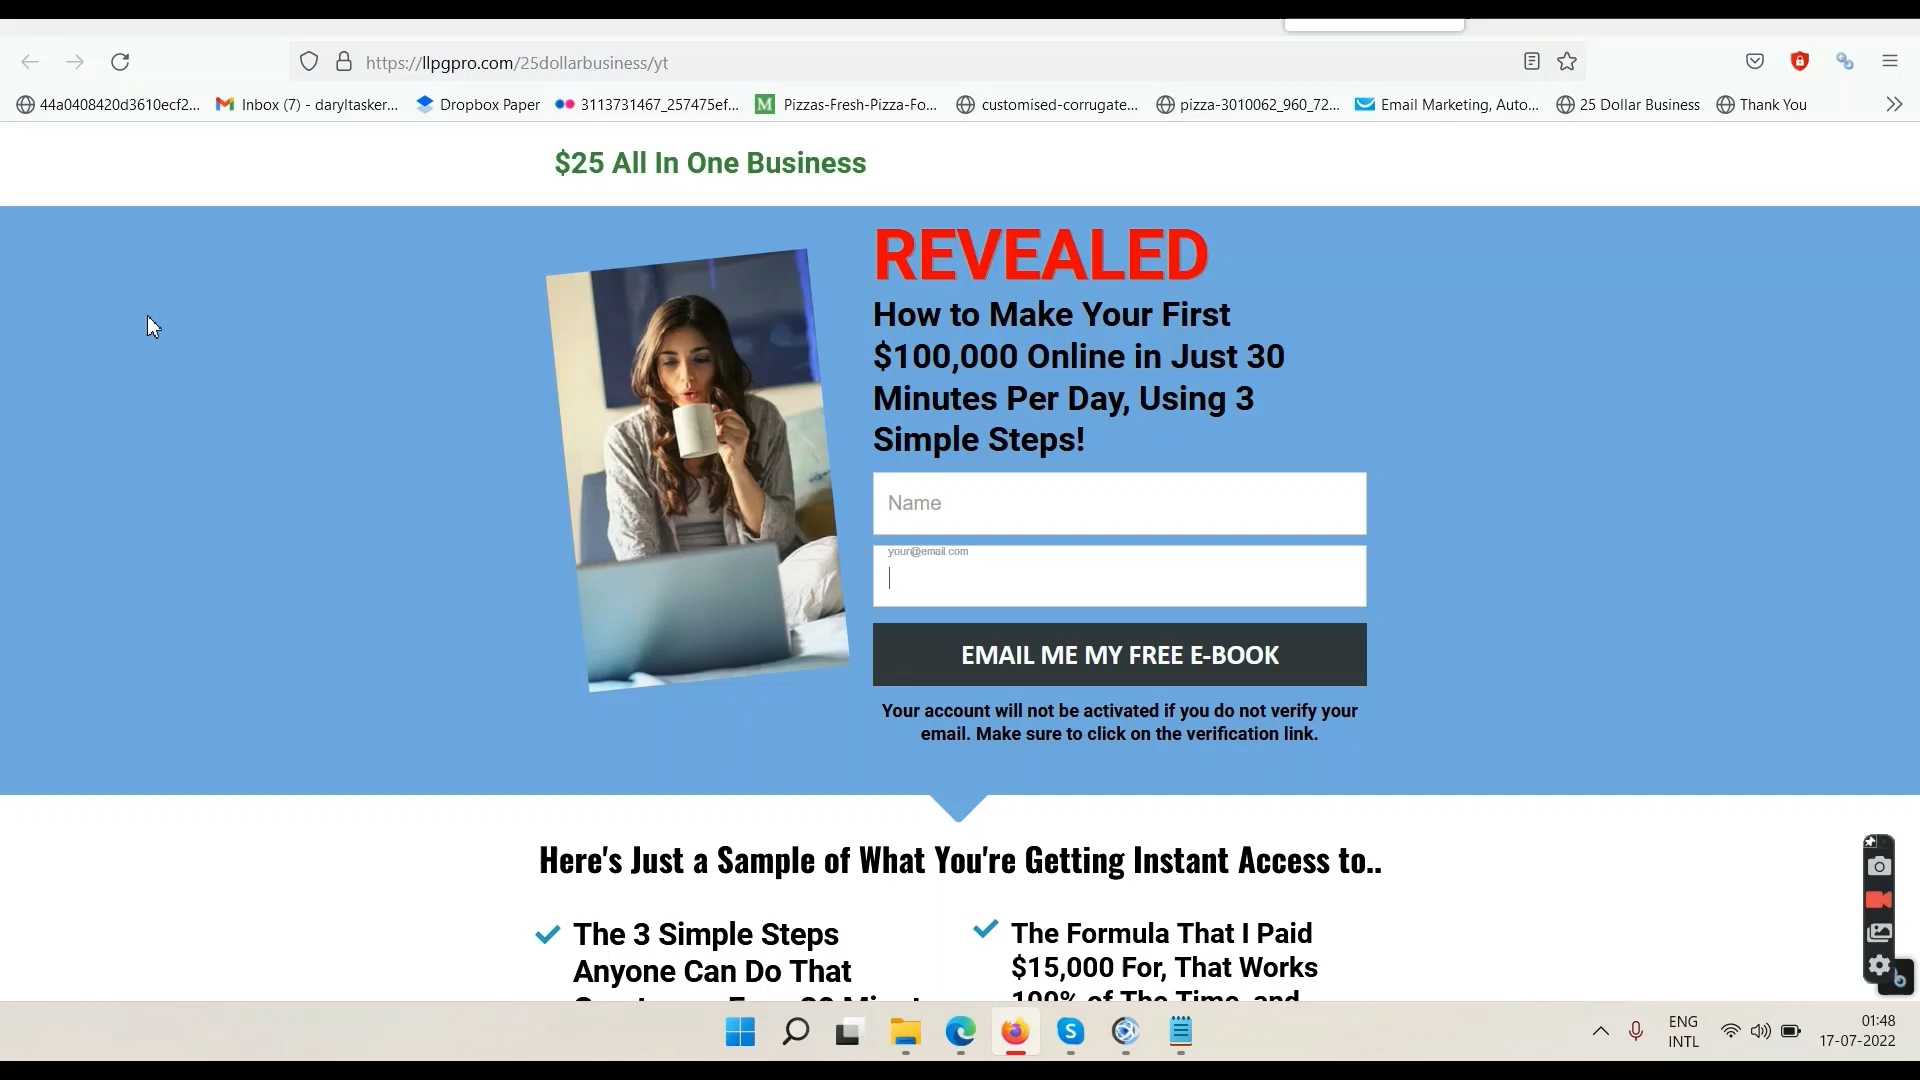 https://llpgpro.com/25dollarbusiness/yt
44a0408420d3610ecf2...
Inbox (7) - daryltasker...
Dropbox Paper
3113731467_257475ef...
M
Pizzas-Fresh-Pizza-Fo...
customised-corrugate...
pizza-3010062_960_72...
Email Marketing, Auto...
25 Dollar Business
Thank You
$25 All In One Business
REVEALED
How to Make Your First
$100,000 Online in Just 30
Minutes Per Day, Using 3
Simple Steps!
Name
your@email.com
EMAIL ME MY FREE E-BOOK
Your account will not be activated if you do not verify your
email. Make sure to click on the verification link.
Here's Just a Sample of What You're Getting Instant Access to..
The 3 Simple Steps
Anyone Can Do That
The Formula That I Paid
$15,000 For, That Works
100% of The Time, and
ENG
INTL
01:48
17-07-2022